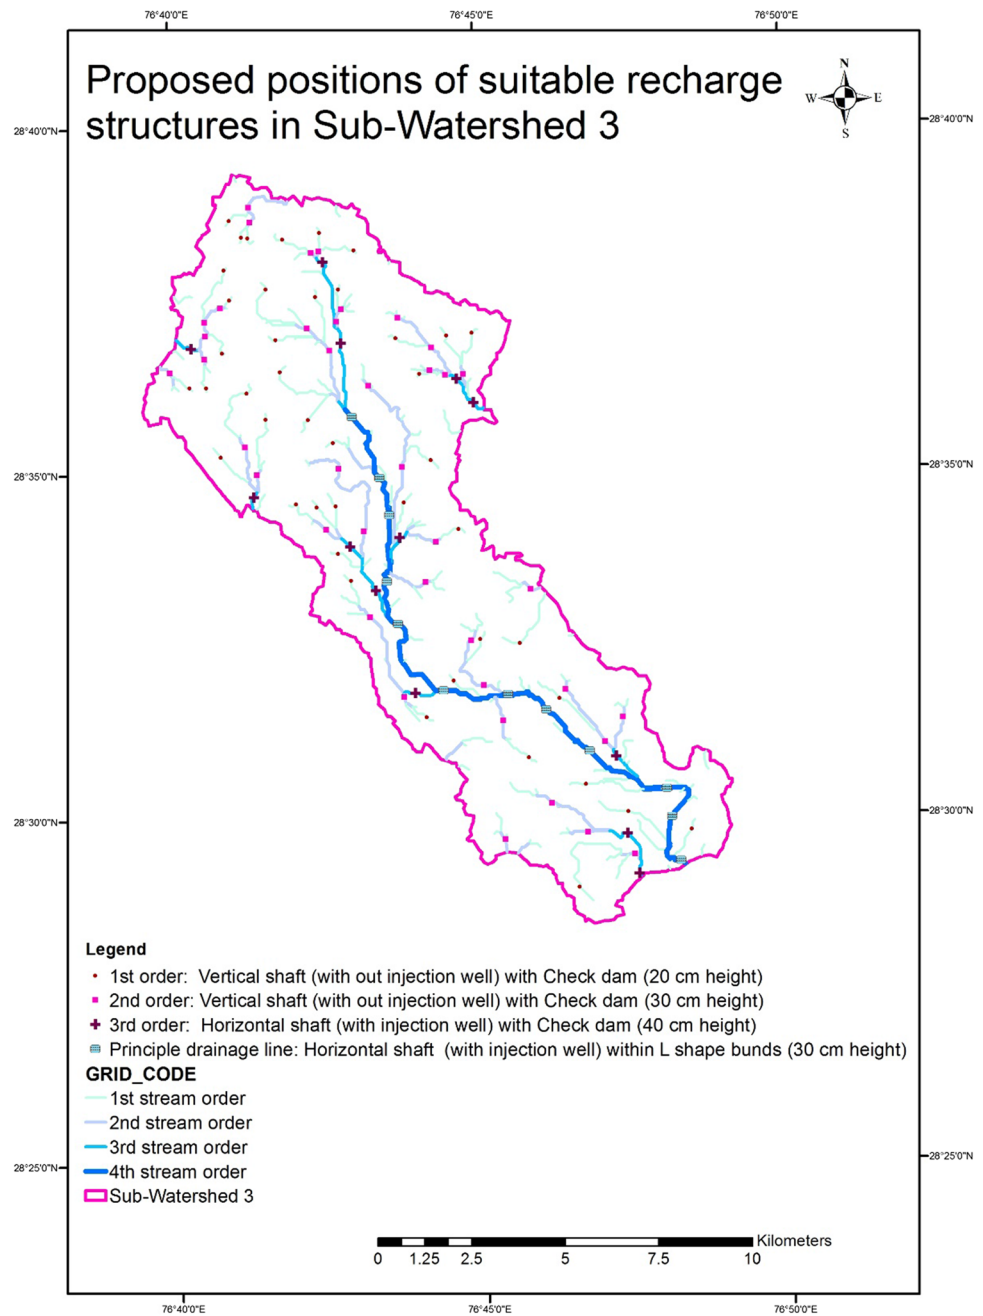 76°40'0"E 76°45'0"E 76°50'0"E
Proposed positions of suitable recharge
structures in Sub-Watershed 3
N
W E
S
28°40'0"N 28°40'0"N
28°35'0"N 28°35'0"N
28°30'0"N 28°30'0"N
Legend
1st order: Vertical shaft (with out injection well) with Check dam (20 cm height)
2nd order: Vertical shaft (with out injection well) with Check dam (30 cm height)
3rd order: Horizontal shaft (with injection well) with Check dam (40 cm height)
Principle drainage line: Horizontal shaft (with injection well) within L shape bunds (30 cm height)
GRID_CODE
1st stream order
2nd stream order
3rd stream order
4th stream order
Sub-Watershed 3
28°25'0"N 28°25'0"N
Kilometers
0 1.25 2.5 5 7.5 10
76°40'0"E 76°45'0"E 76°50'0"E